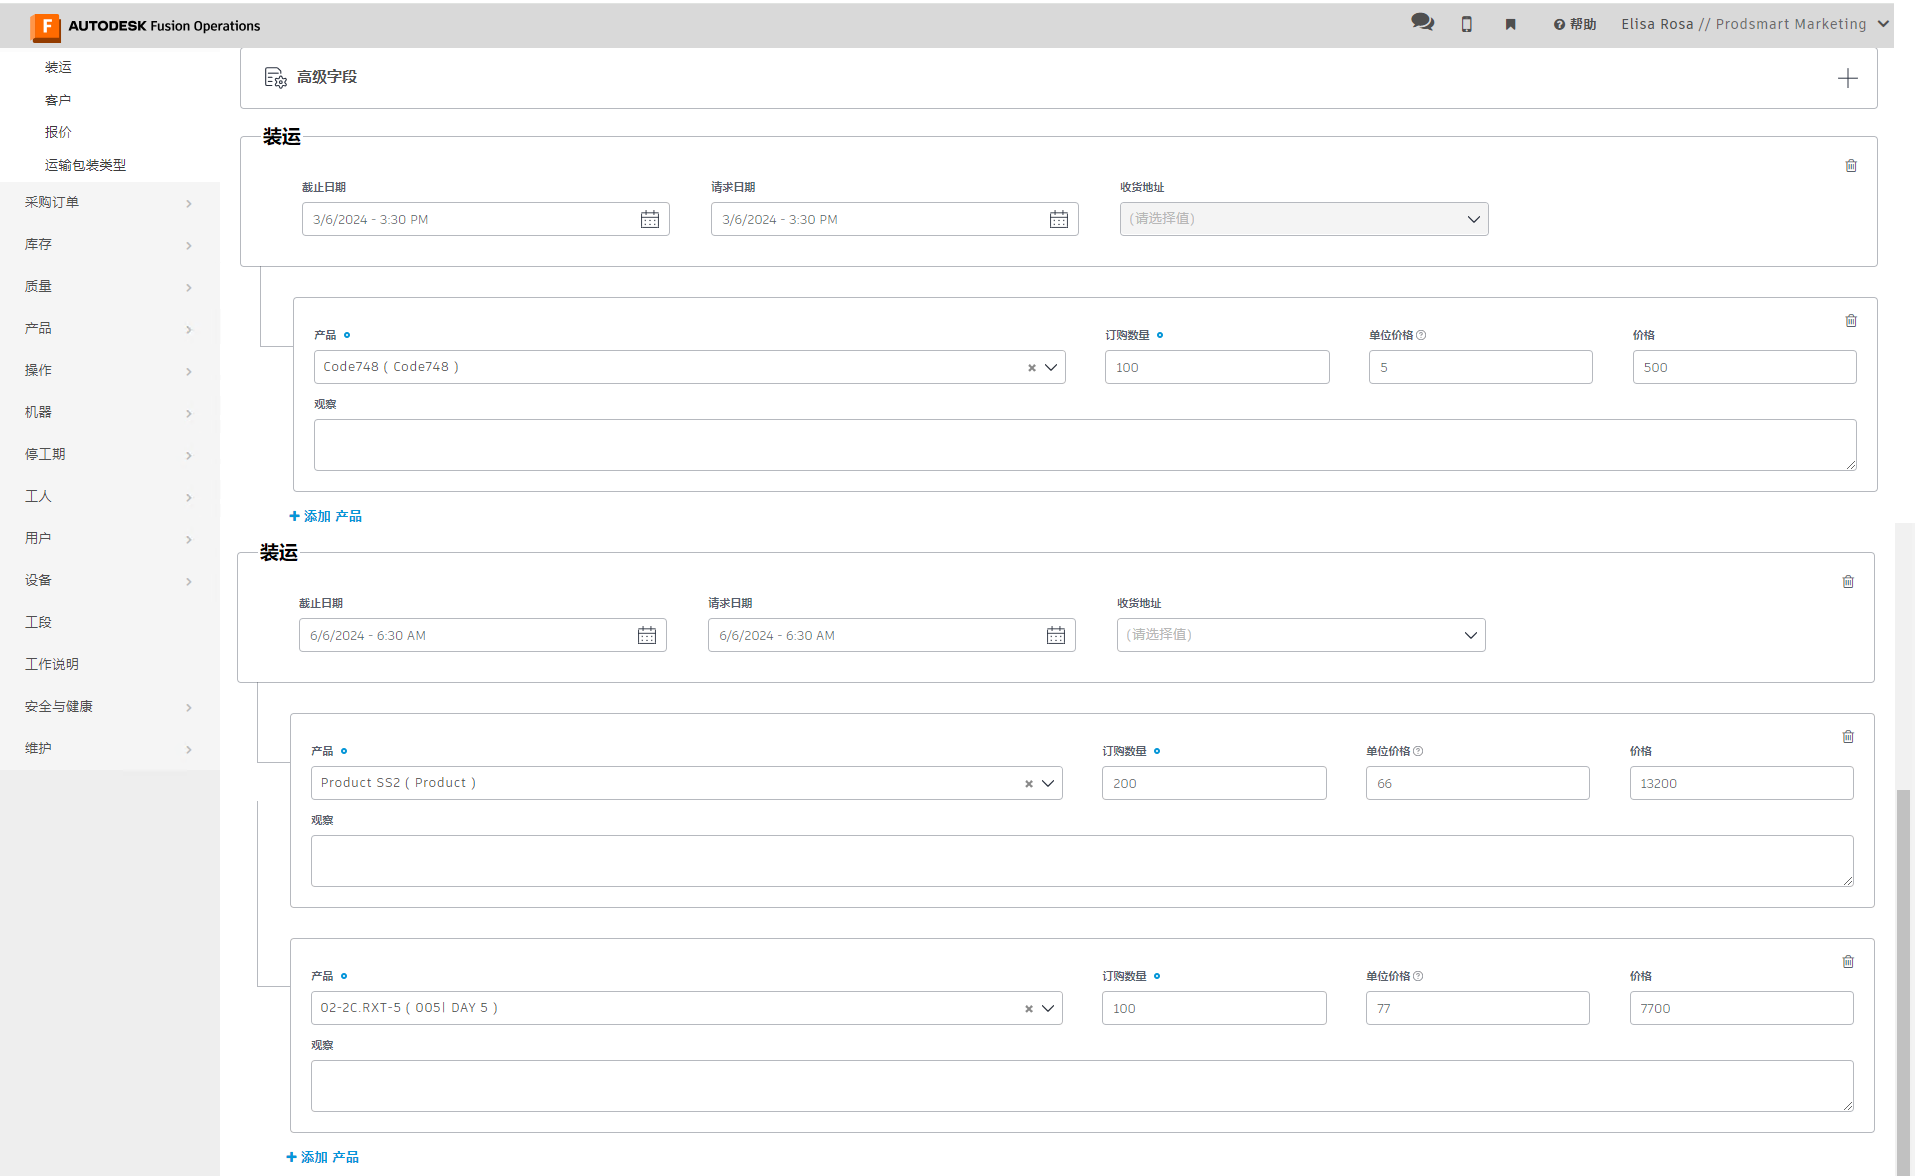 AUTODESK Fusion Operations
帮助
Elisa Rosa // Prodsmart Marketing
装运
客户
报价
运输包装类型
采购订单
库存
质量
产品
操作
机器
停工期
工人
用户
设备
工段
工作说明
安全与健康
维护
高级字段
装运
截止日期 请求日期 收货地址
3/6/2024 - 3:30 PM 3/6/2024 - 3:30 PM (请选择值)
产品 订购数量 单位价格 价格
Code748 ( Code748 ) 100 5 500
观察
添加 产品
装运
截止日期 请求日期 收货地址
6/6/2024 - 6:30 AM 6/6/2024 - 6:30 AM (请选择值)
产品 订购数量 单位价格 价格
Product SS2 ( Product ) 200 66 13200
观察
产品 订购数量 单位价格 价格
02-2C.RXT-5 ( 005| DAY 5 ) 100 77 7700
观察
添加 产品